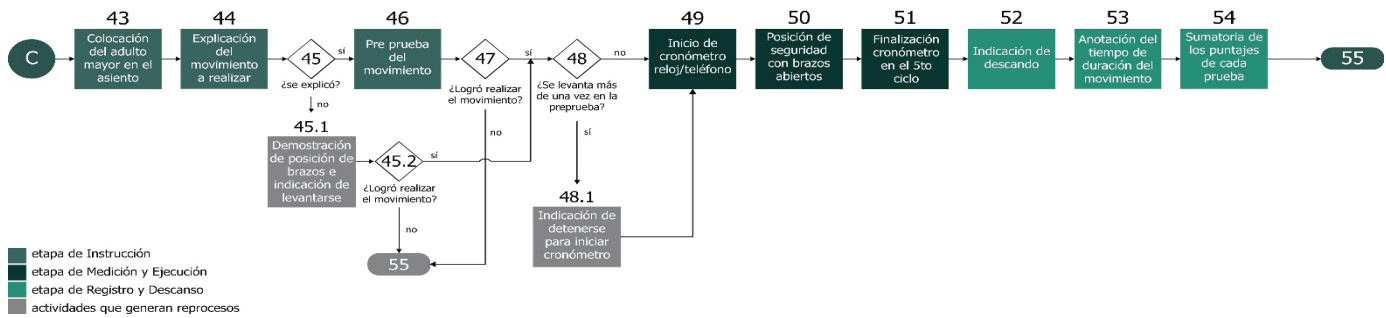 43
44
46
49
50
51
52
53
54
C
Colocación
del adulto
mayor en el
asiento
Explicación
del
movimiento
a realizar
45
sí
¿se explicó?
no
Pre prueba
del
movimiento
47
sí
¿Logró realizar
el movimiento?
no
48
no
¿Se levanta más
de una vez en la
preprueba?
sí
Inicio de
cronómetro
reloj/teléfono
Posición de
seguridad
con brazos
abiertos
Finalización
cronómetro
en el 5to
ciclo
Indicación de
descando
Anotación del
tiempo de
duración del
movimiento
Sumatoria de
los puntajes
de cada
prueba
55
45.1
Demostración
de posición de
brazos e
indicación de
levantarse
45.2
sí
¿Logró realizar
el movimiento?
no
55
48.1
Indicación de
detenerse
para iniciar
cronómetro
etapa de Instrucción
etapa de Medición y Ejecución
etapa de Registro y Descanso
actividades que generan reprocesos